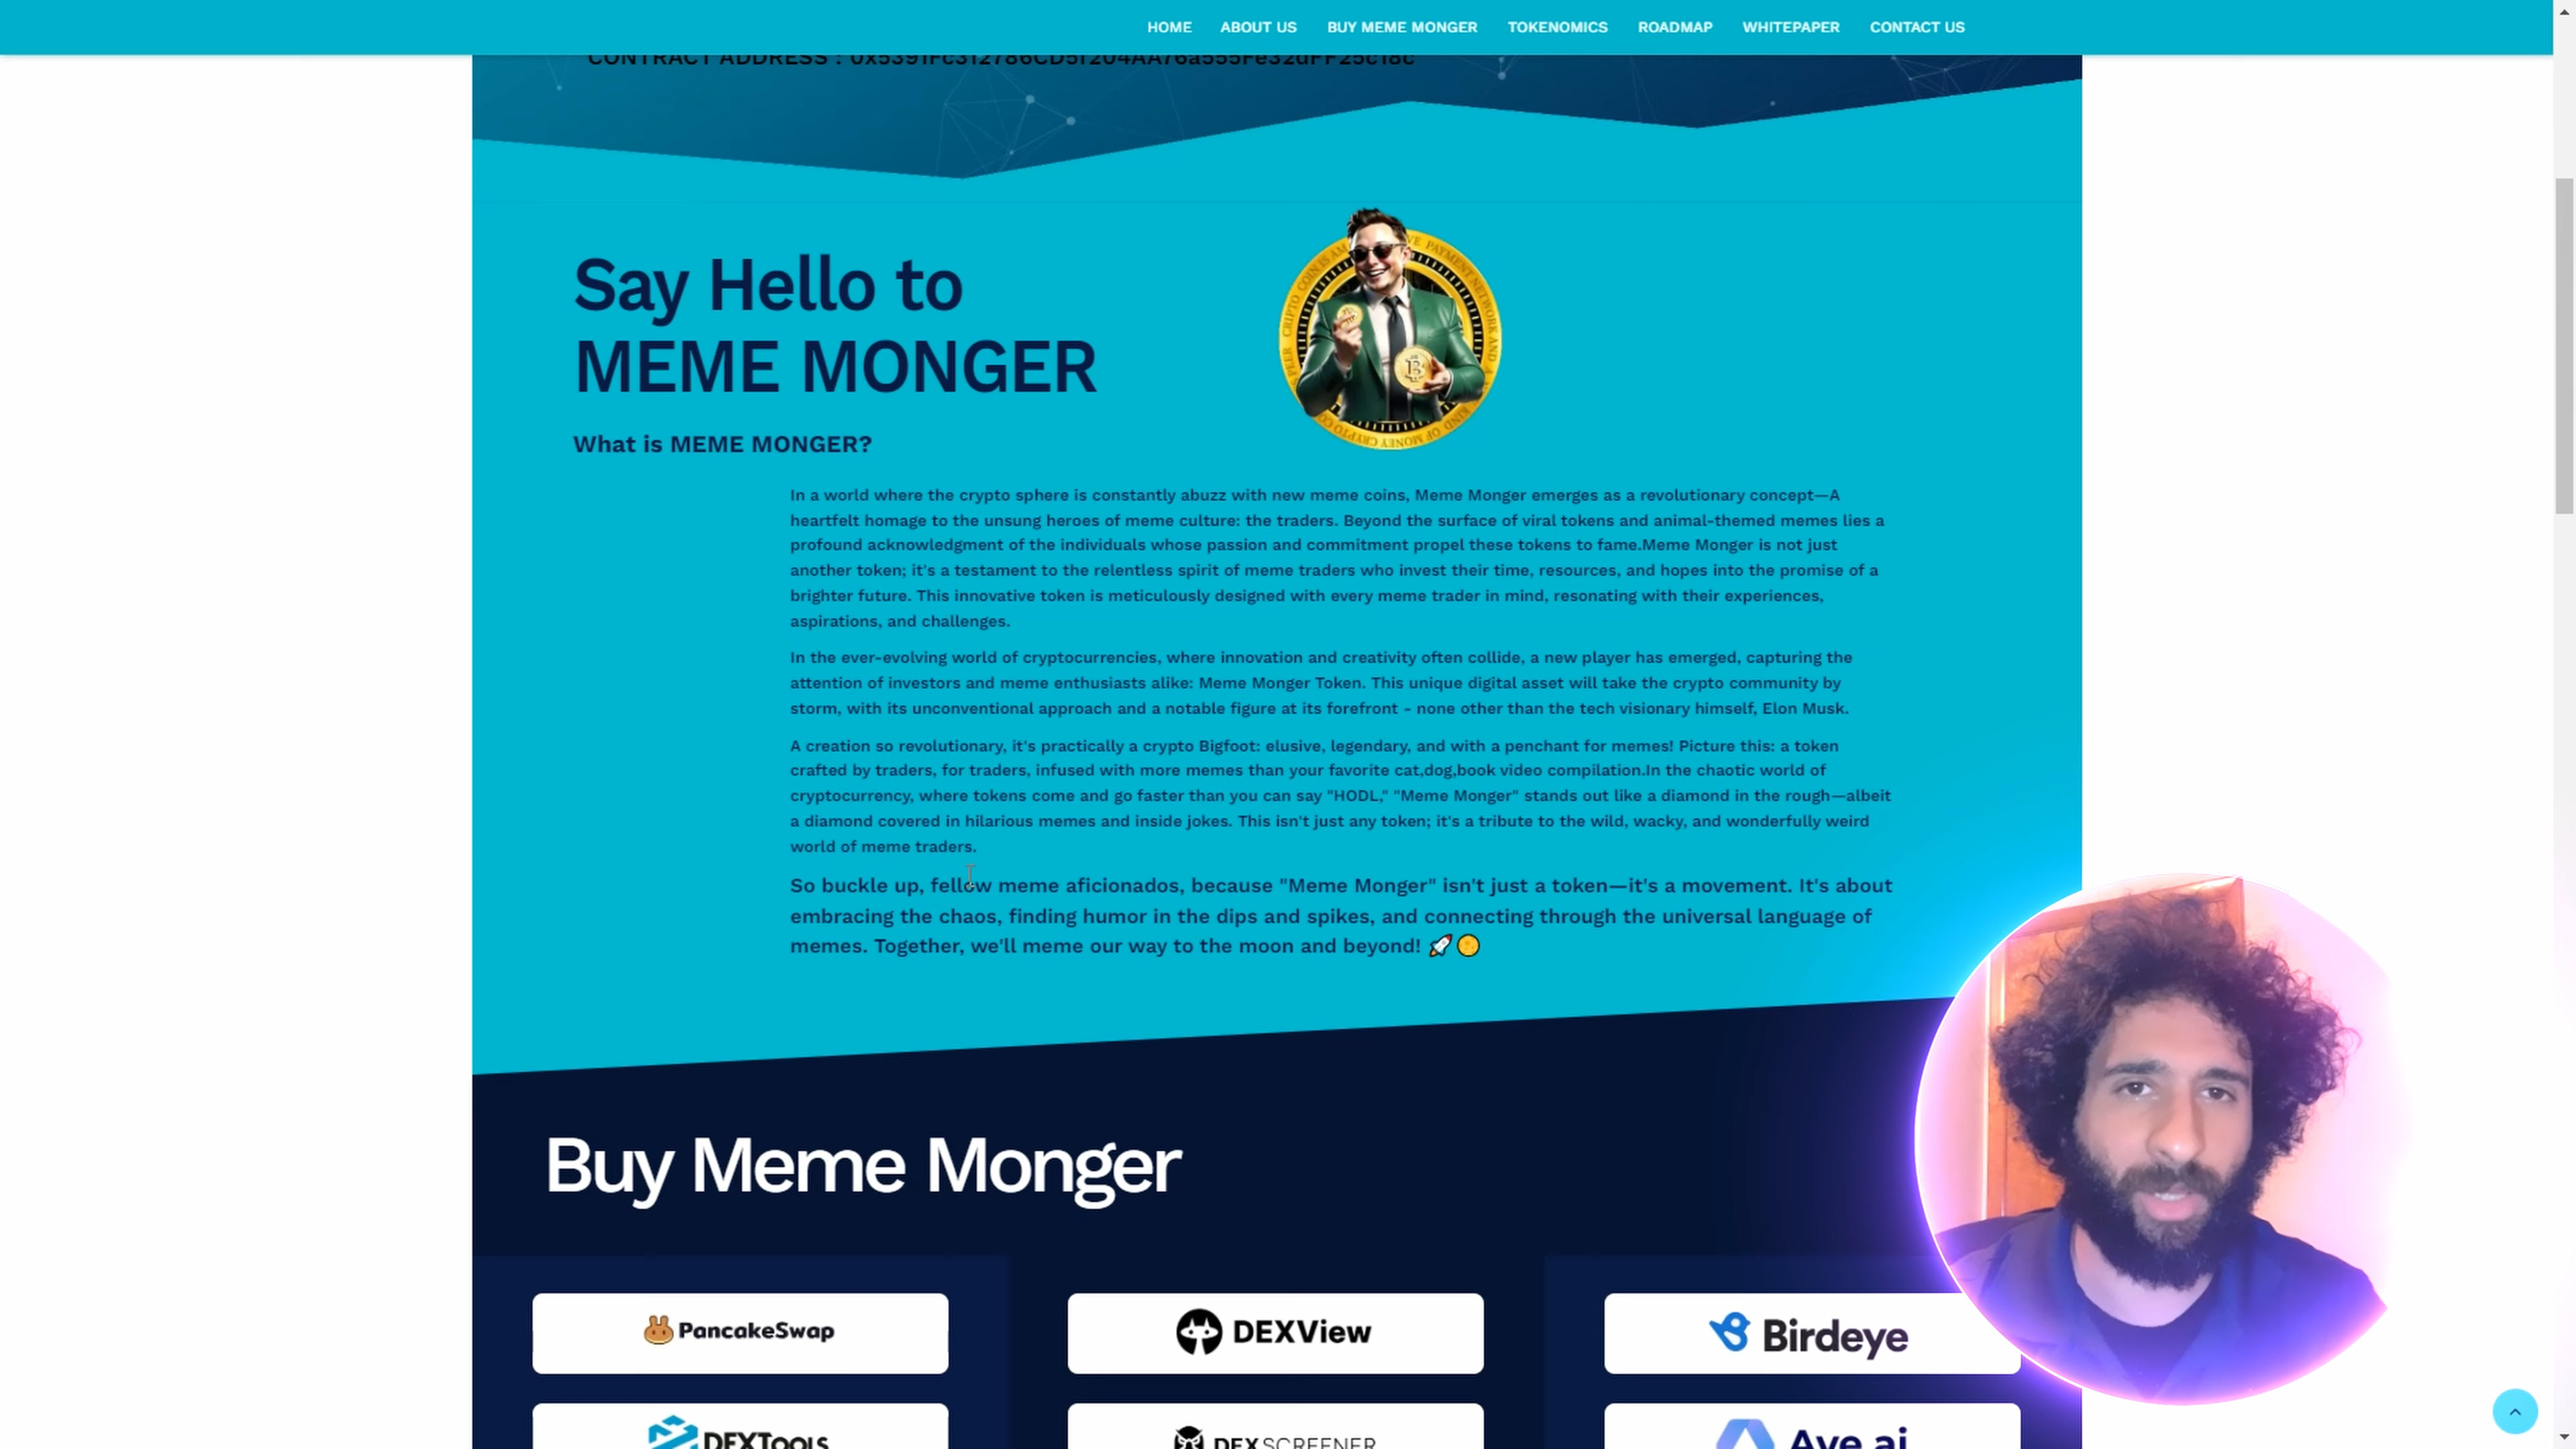 HOME ABOUT US BUY MEME MONGER TOKENOMICS ROADMAP WHITEPAPER CONTACT US
CONTRACT ADDRESS :
Say Hello to
MEME MONGER
What is MEME MONGER?
In a world where the crypto sphere is constantly abuzz with new meme coins, Meme Monger emerges as a revolutionary concept—A
heartfelt homage to the unsung heroes of meme culture: the traders. Beyond the surface of viral tokens and animal-themed memes lies a
profound acknowledgment of the individuals whose passion and commitment propel these tokens to fame.Meme Monger is not just
another token; it's a testament to the relentless spirit of meme traders who invest their time, resources, and hopes into the promise of a
brighter future. This innovative token is meticulously designed with every meme trader in mind, resonating with their experiences,
aspirations, and challenges.
In the ever-evolving world of cryptocurrencies, where innovation and creativity often collide, a new player has emerged, capturing the
attention of investors and meme enthusiasts alike: Meme Monger Token. This unique digital asset will take the crypto community by
storm, with its unconventional approach and a notable figure at its forefront - none other than the tech visionary himself, Elon Musk.
A creation so revolutionary, it's practically a crypto Bigfoot: elusive, legendary, and with a penchant for memes! Picture this: a token
crafted by traders, for traders, infused with more memes than your favorite cat,dog,book video compilation.In the chaotic world of
cryptocurrency, where tokens come and go faster than you can say "HODL," "Meme Monger" stands out like a diamond in the rough—albeit
a diamond covered in hilarious memes and inside jokes. This isn't just any token; it's a tribute to the wild, wacky, and wonderfully weird
world of meme traders.
So buckle up, fellow meme aficionados, because "Meme Monger" isn't just a token—it's a movement. It's about
embracing the chaos, finding humor in the dips and spikes, and connecting through the universal language of
memes. Together, we'll meme our way to the moon and beyond! 🚀🌕
Buy Meme Monger
PancakeSwap DEXView Birdeye
DEXTools DEXSCREENER Ave.ai